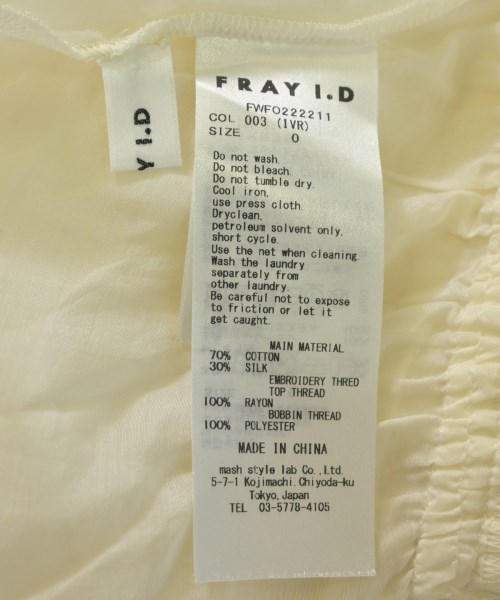 FRAY I.D
FWFO222211
COL 003 (IVR)
SIZE 0
Do not wash.
Do not bleach.
Do not tumble dry.
Cool iron,
use press cloth.
Dryclean,
petroleum solvent only,
short cycle.
Use the net when cleaning.
Wash the laundry
separately from
other laundry.
Be careful not to expose
to friction or let it
get caught.
MAIN MATERIAL
70% COTTON
30% SILK
EMBROIDERY THRED
TOP THREAD
100% RAYON
BOBBIN THREAD
100% POLYESTER
MADE IN CHINA
mash style lab Co.,Ltd.
5-7-1 Kojimachi.Chiyoda-ku
Tokyo,Japan
TEL 03-5778-4105
Y I.D